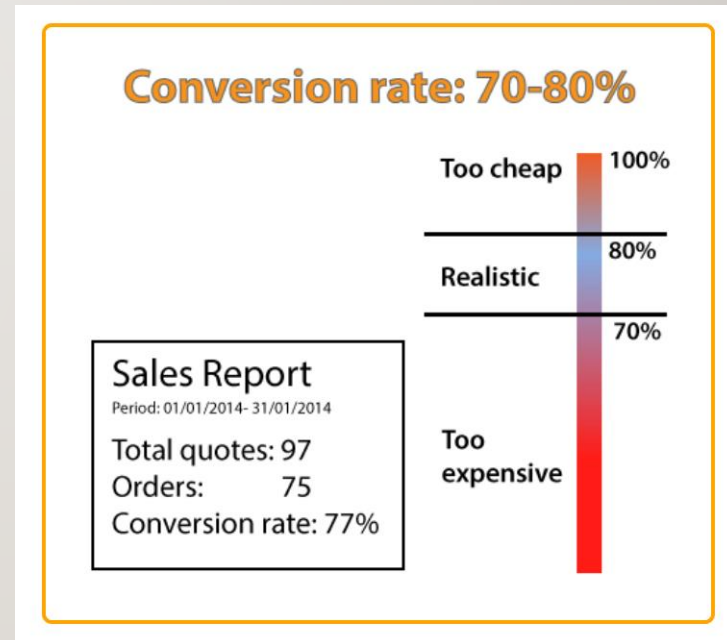 Conversion rate: 70-80%
Too cheap
100%
80%
Realistic
70%
Too
expensive
Sales Report
Period: 01/01/2014- 31/01/2014
Total quotes: 97
Orders: 75
Conversion rate: 77%